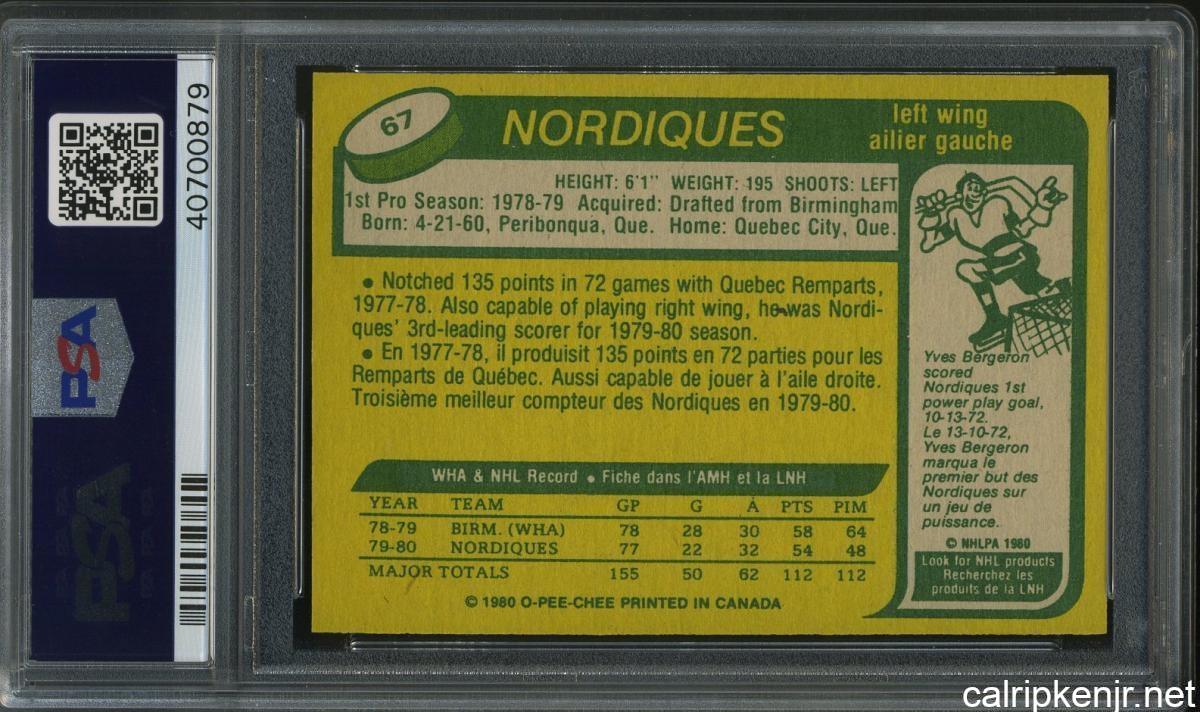 40700879
PSA
PSA
67
NORDIQUES
left wing
ailier gauche
HEIGHT: 6'1" WEIGHT: 195 SHOOTS: LEFT
1st Pro Season: 1978-79 Acquired: Drafted from Birmingham
Born: 4-21-60, Peribonqua, Que. Home: Quebec City, Que.
• Notched 135 points in 72 games with Quebec Remparts,
1977-78. Also capable of playing right wing, he was Nordi-
ques' 3rd-leading scorer for 1979-80 season.
• En 1977-78, il produisit 135 points en 72 parties pour les
Remparts de Québec. Aussi capable de jouer à l'aile droite.
Troisième meilleur compteur des Nordiques en 1979-80.
WHA & NHL Record • Fiche dans l'AMH et la LNH
YEAR TEAM GP G A PTS PIM
78-79 BIRM. (WHA) 78 28 30 58 64
79-80 NORDIQUES 77 22 32 54 48
MAJOR TOTALS 155 50 62 112 112
© 1980 O-PEE-CHEE PRINTED IN CANADA
Yves Bergeron
scored
Nordiques 1st
power play goal,
10-13-72.
Le 13-10-72,
Yves Bergeron
marqua le
premier but des
Nordiques sur
un jeu de
puissance.
© NHLPA 1980
Look for NHL products
Recherchez les
produits de la LNH
calripkenjr.net